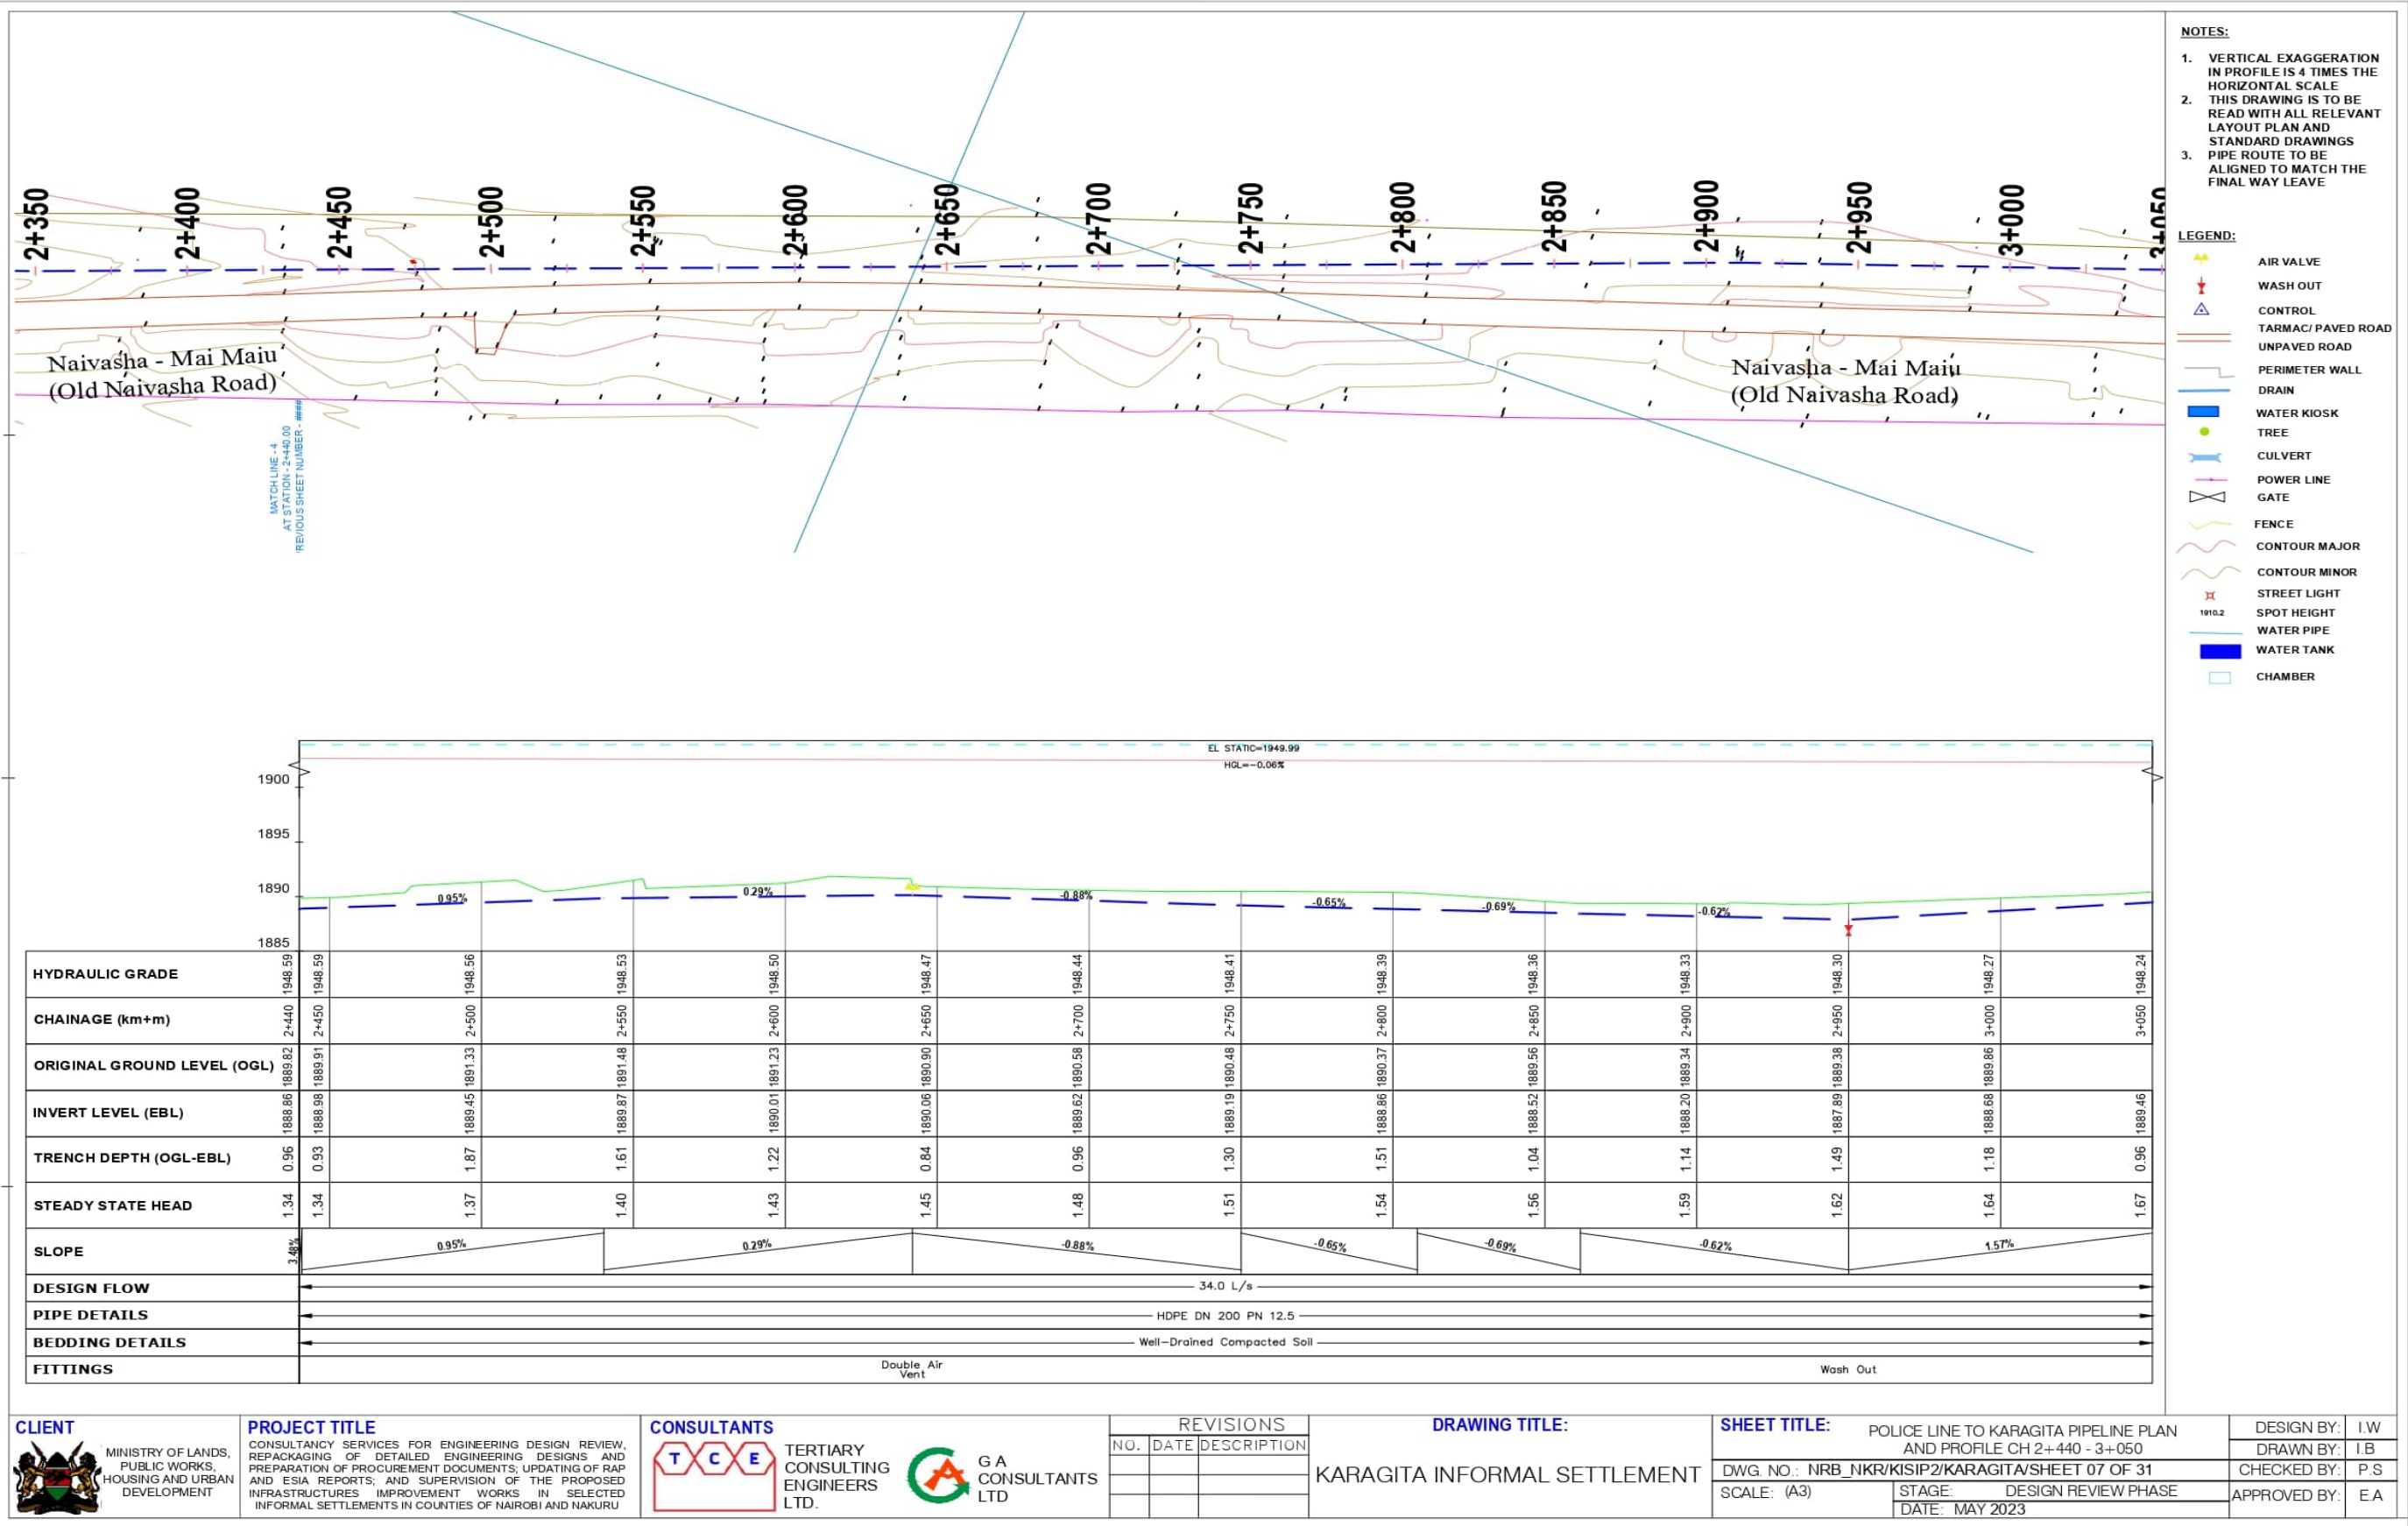 2+350 2+400 2+450 2+500 2+550 2+600 2+650 2+700 2+750 2+800 2+850 2+900 2+950 3+000 3+050
Naivasha - Mai Maiu
(Old Naivasha Road)
Naivasha - Mai Maiu
(Old Naivasha Road)
MATCH LINE - 4
AT STATION - 2+440.00
REVIOUS SHEET NUMBER - ####
NOTES:
1. VERTICAL EXAGGERATION
IN PROFILE IS 4 TIMES THE
HORIZONTAL SCALE
2. THIS DRAWING IS TO BE
READ WITH ALL RELEVANT
LAYOUT PLAN AND
STANDARD DRAWINGS
3. PIPE ROUTE TO BE
ALIGNED TO MATCH THE
FINAL WAY LEAVE
LEGEND:
AIR VALVE
WASH OUT
CONTROL
TARMAC/ PAVED ROAD
UNPAVED ROAD
PERIMETER WALL
DRAIN
WATER KIOSK
TREE
CULVERT
POWER LINE
GATE
FENCE
CONTOUR MAJOR
CONTOUR MINOR
STREET LIGHT
1910.2 SPOT HEIGHT
WATER PIPE
WATER TANK
CHAMBER
EL STATIC=1949.99
HGL=-0.06%
1900
1895
1890
1885
0.95% 0.29% -0.88% -0.65% -0.69% -0.62%
HYDRAULIC GRADE 1948.59 1948.59 1948.56 1948.53 1948.50 1948.47 1948.44 1948.41 1948.39 1948.36 1948.33 1948.30 1948.27 1948.24
CHAINAGE (km+m) 2+440 2+450 2+500 2+550 2+600 2+650 2+700 2+750 2+800 2+850 2+900 2+950 3+000 3+050
ORIGINAL GROUND LEVEL (OGL) 1889.82 1889.91 1891.33 1891.48 1891.23 1890.90 1890.58 1890.48 1890.37 1889.56 1889.34 1889.38 1889.86
INVERT LEVEL (EBL) 1888.86 1888.98 1889.45 1889.87 1890.01 1890.06 1889.62 1889.19 1888.86 1888.52 1888.20 1887.89 1888.68 1889.46
TRENCH DEPTH (OGL-EBL) 0.96 0.93 1.87 1.61 1.22 0.84 0.96 1.30 1.51 1.04 1.14 1.49 1.18 0.96
STEADY STATE HEAD 1.34 1.34 1.37 1.40 1.43 1.45 1.48 1.51 1.54 1.56 1.59 1.62 1.64 1.67
SLOPE 3.48% 0.95% 0.29% -0.88% -0.65% -0.69% -0.62% 1.57%
DESIGN FLOW 34.0 L/s
PIPE DETAILS HDPE DN 200 PN 12.5
BEDDING DETAILS Well-Drained Compacted Soil
FITTINGS Double Air Vent Wash Out
CLIENT
MINISTRY OF LANDS,
PUBLIC WORKS,
HOUSING AND URBAN
DEVELOPMENT
PROJECT TITLE
CONSULTANCY SERVICES FOR ENGINEERING DESIGN REVIEW,
REPACKAGING OF DETAILED ENGINEERING DESIGNS AND
PREPARATION OF PROCUREMENT DOCUMENTS; UPDATING OF RAP
AND ESIA REPORTS; AND SUPERVISION OF THE PROPOSED
INFRASTRUCTURES IMPROVEMENT WORKS IN SELECTED
INFORMAL SETTLEMENTS IN COUNTIES OF NAIROBI AND NAKURU
CONSULTANTS
T C E
TERTIARY
CONSULTING
ENGINEERS
LTD.
G A
CONSULTANTS
LTD
REVISIONS
NO. DATE DESCRIPTION
DRAWING TITLE:
KARAGITA INFORMAL SETTLEMENT
SHEET TITLE: POLICE LINE TO KARAGITA PIPELINE PLAN
AND PROFILE CH 2+440 - 3+050
DWG. NO.: NRB_NKR/KISIP2/KARAGITA/SHEET 07 OF 31
SCALE: (A3)
STAGE: DESIGN REVIEW PHASE
DATE: MAY 2023
DESIGN BY: I.W
DRAWN BY: I.B
CHECKED BY: P.S
APPROVED BY: E.A